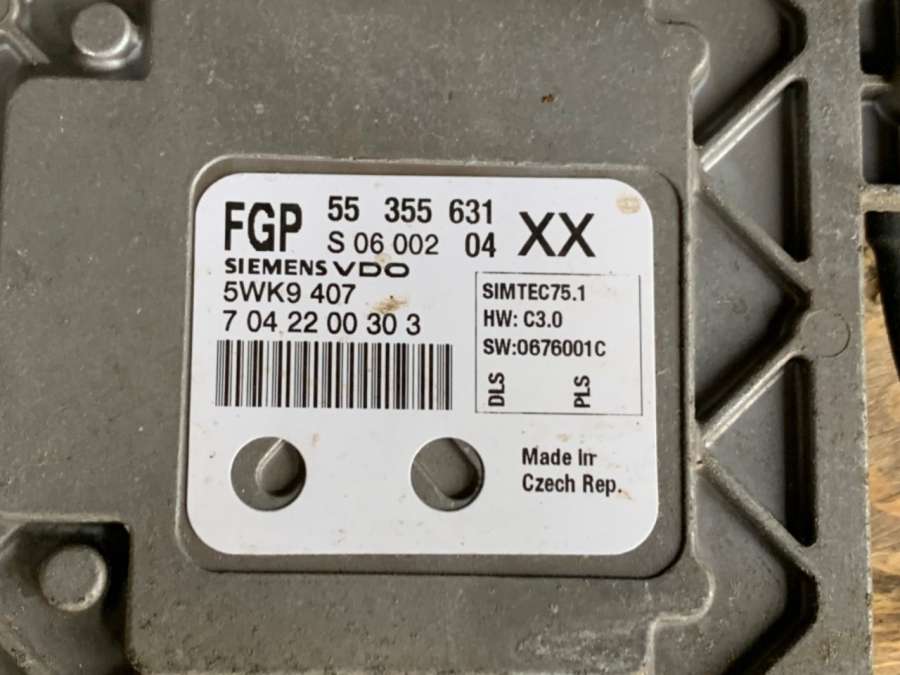 FGP 55 355 631 XX
S 06 002 04
SIEMENS VDO
5WK9 407
7 04 22 00 30 3
SIMTEC75.1
HW: C3.0
SW:0676001C
DLS PLS
Made In
Czech Rep.